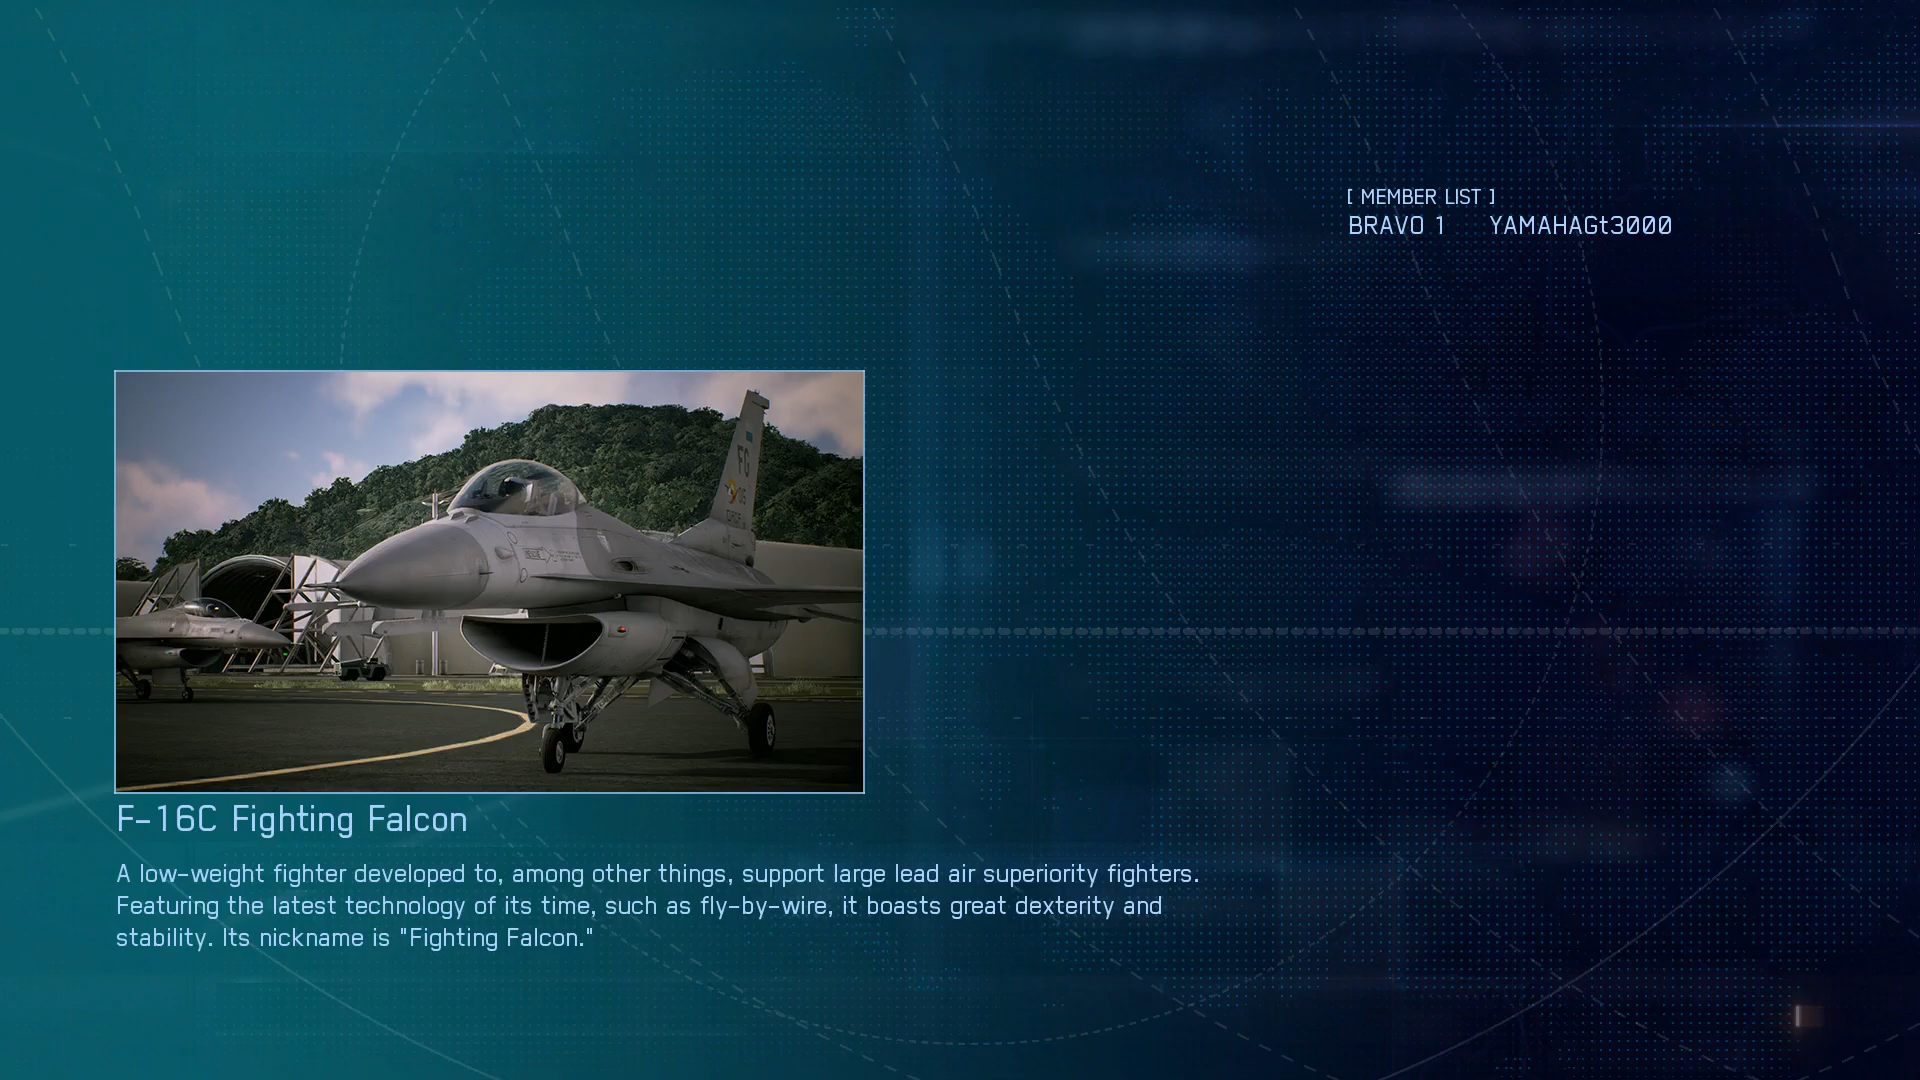 [ MEMBER LIST ]
BRAVO 1 YAMAHAGt3000
FG
F-16C Fighting Falcon
A low-weight fighter developed to, among other things, support large lead air superiority fighters.
Featuring the latest technology of its time, such as fly-by-wire, it boasts great dexterity and
stability. Its nickname is "Fighting Falcon."